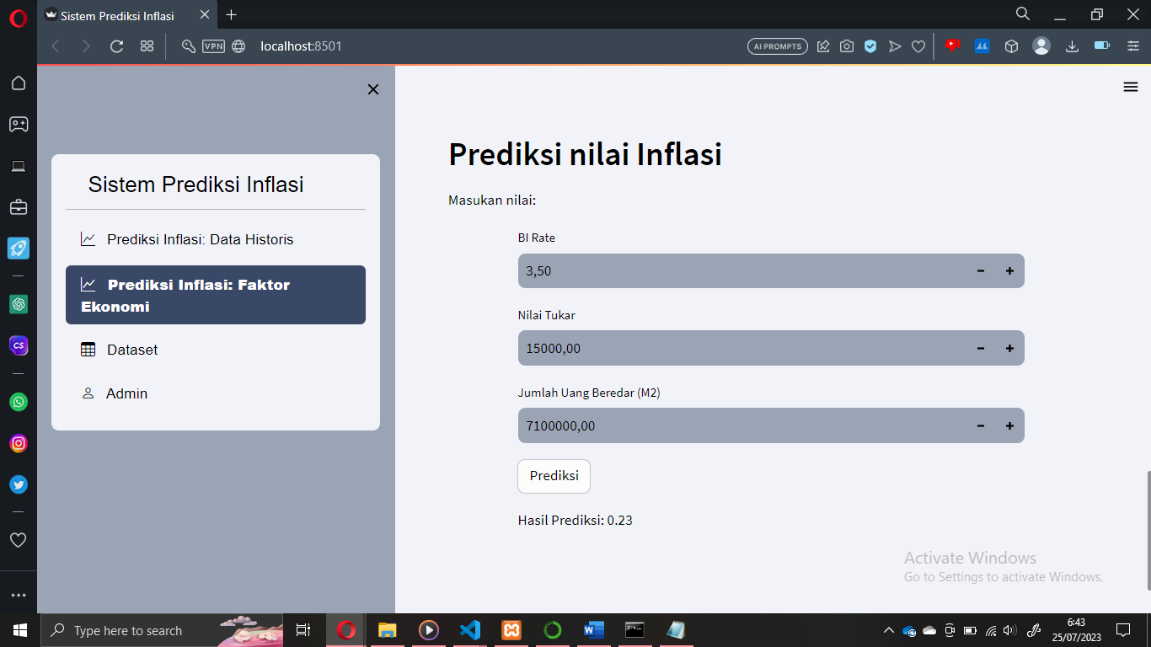 Sistem Prediksi Inflasi
VPN
localhost:8501
AI PROMPTS
Sistem Prediksi Inflasi
Prediksi Inflasi: Data Historis
Prediksi Inflasi: Faktor
Ekonomi
Dataset
Admin
Prediksi nilai Inflasi
Masukan nilai:
BI Rate
3,50
Nilai Tukar
15000,00
Jumlah Uang Beredar (M2)
7100000,00
Prediksi
Hasil Prediksi: 0.23
Activate Windows
Go to Settings to activate Windows.
CS
Type here to search
6:43
25/07/2023